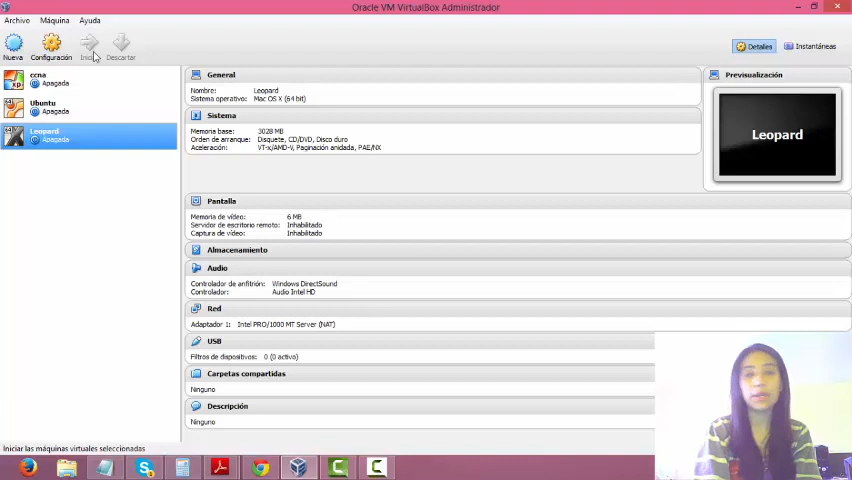 Oracle VM VirtualBox Administrador
Archivo Máquina Ayuda
Nueva Configuración Iniciar Descartar
Detalles Instantáneas
ccna
Apagada
Ubuntu
Apagada
Leopard
Apagada
General
Nombre: Leopard
Sistema operativo: Mac OS X (64 bit)
Sistema
Memoria base: 3028 MB
Orden de arranque: Disquete, CD/DVD, Disco duro
Aceleración: VT-x/AMD-V, Paginación anidada, PAE/NX
Previsualización
Leopard
Pantalla
Memoria de vídeo: 6 MB
Servidor de escritorio remoto: Inhabilitado
Captura de vídeo: Inhabilitado
Almacenamiento
Audio
Controlador de anfitrión: Windows DirectSound
Controlador: Audio Intel HD
Red
Adaptador 1: Intel PRO/1000 MT Server (NAT)
USB
Filtros de dispositivos: 0 (0 activo)
Carpetas compartidas
Ninguno
Descripción
Ninguno
Iniciar las máquinas virtuales seleccionadas